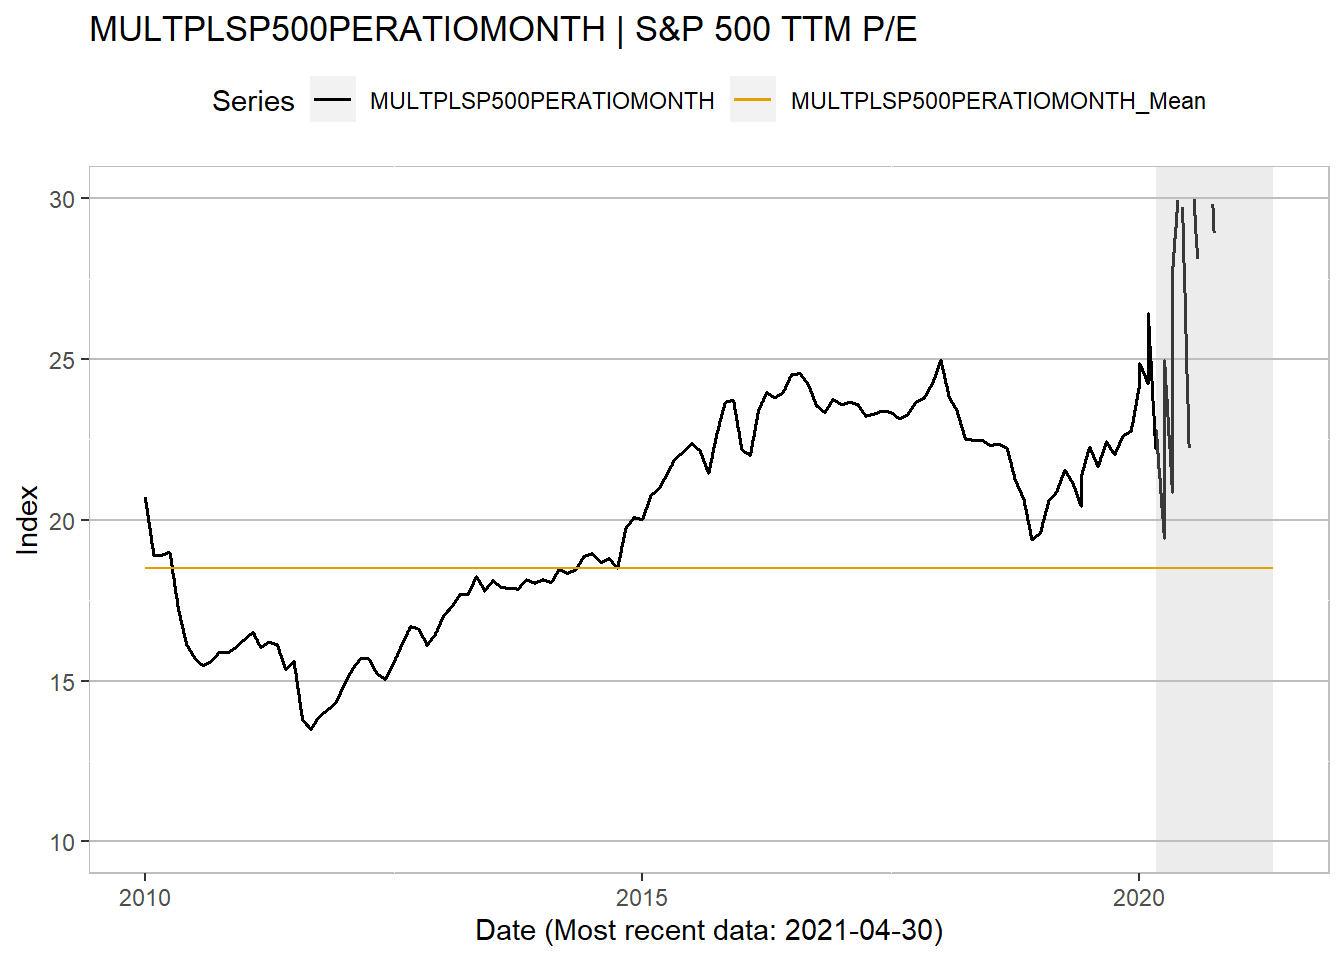 MULTPLSP500PERATIOMONTH | S&P 500 TTM P/E
Series MULTPLSP500PERATIOMONTH MULTPLSP500PERATIOMONTH_Mean
30
25
20
15
10
Index
2010 2015 2020
Date (Most recent data: 2021-04-30)